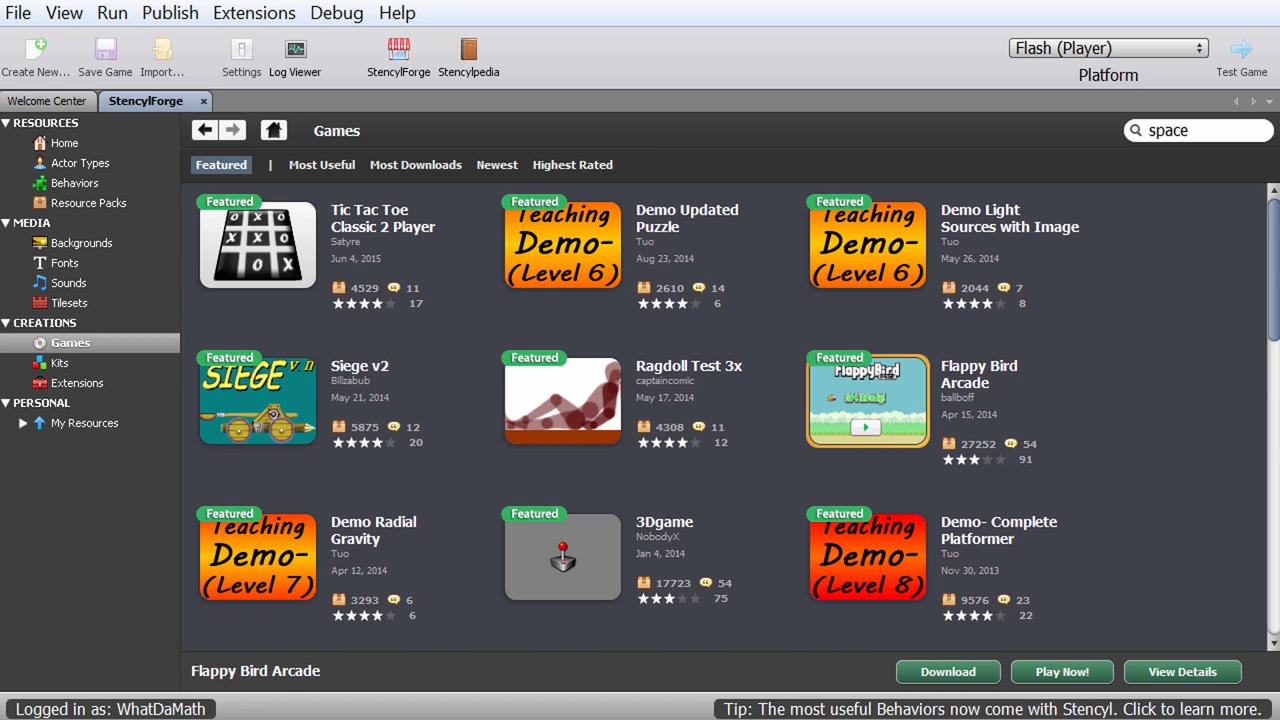 File View Run Publish Extensions Debug Help
Create New... Save Game Import... Settings Log Viewer StencylForge Stencylpedia Flash (Player) Platform Test Game
Welcome Center StencylForge ×
RESOURCES
Home
Actor Types
Behaviors
Resource Packs
MEDIA
Backgrounds
Fonts
Sounds
Tilesets
CREATIONS
Games
Kits
Extensions
PERSONAL
My Resources
Games space
Featured | Most Useful Most Downloads Newest Highest Rated
Featured
Tic Tac Toe
Classic 2 Player
Satyre
Jun 4, 2015
4529 11
17
Featured
Teaching
Demo-
(Level 6)
Demo Updated
Puzzle
Tuo
Aug 23, 2014
2610 14
6
Featured
Teaching
Demo-
(Level 6)
Demo Light
Sources with Image
Tuo
May 26, 2014
2044 7
8
Featured
SIEGE V. II
Siege v2
Billzabub
May 21, 2014
5875 12
20
Featured
Ragdoll Test 3x
captaincomic
May 17, 2014
4308 11
12
Featured
FlappyBird
Flappy Bird
Arcade
ballboff
Apr 15, 2014
27252 54
91
Featured
Teaching
Demo-
(Level 7)
Demo Radial
Gravity
Tuo
Apr 12, 2014
3293 6
6
Featured
3Dgame
NobodyX
Jan 4, 2014
17723 54
75
Featured
Teaching
Demo-
(Level 8)
Demo- Complete
Platformer
Tuo
Nov 30, 2013
9576 23
22
Flappy Bird Arcade Download Play Now! View Details
Logged in as: WhatDaMath Tip: The most useful Behaviors now come with Stencyl. Click to learn more.